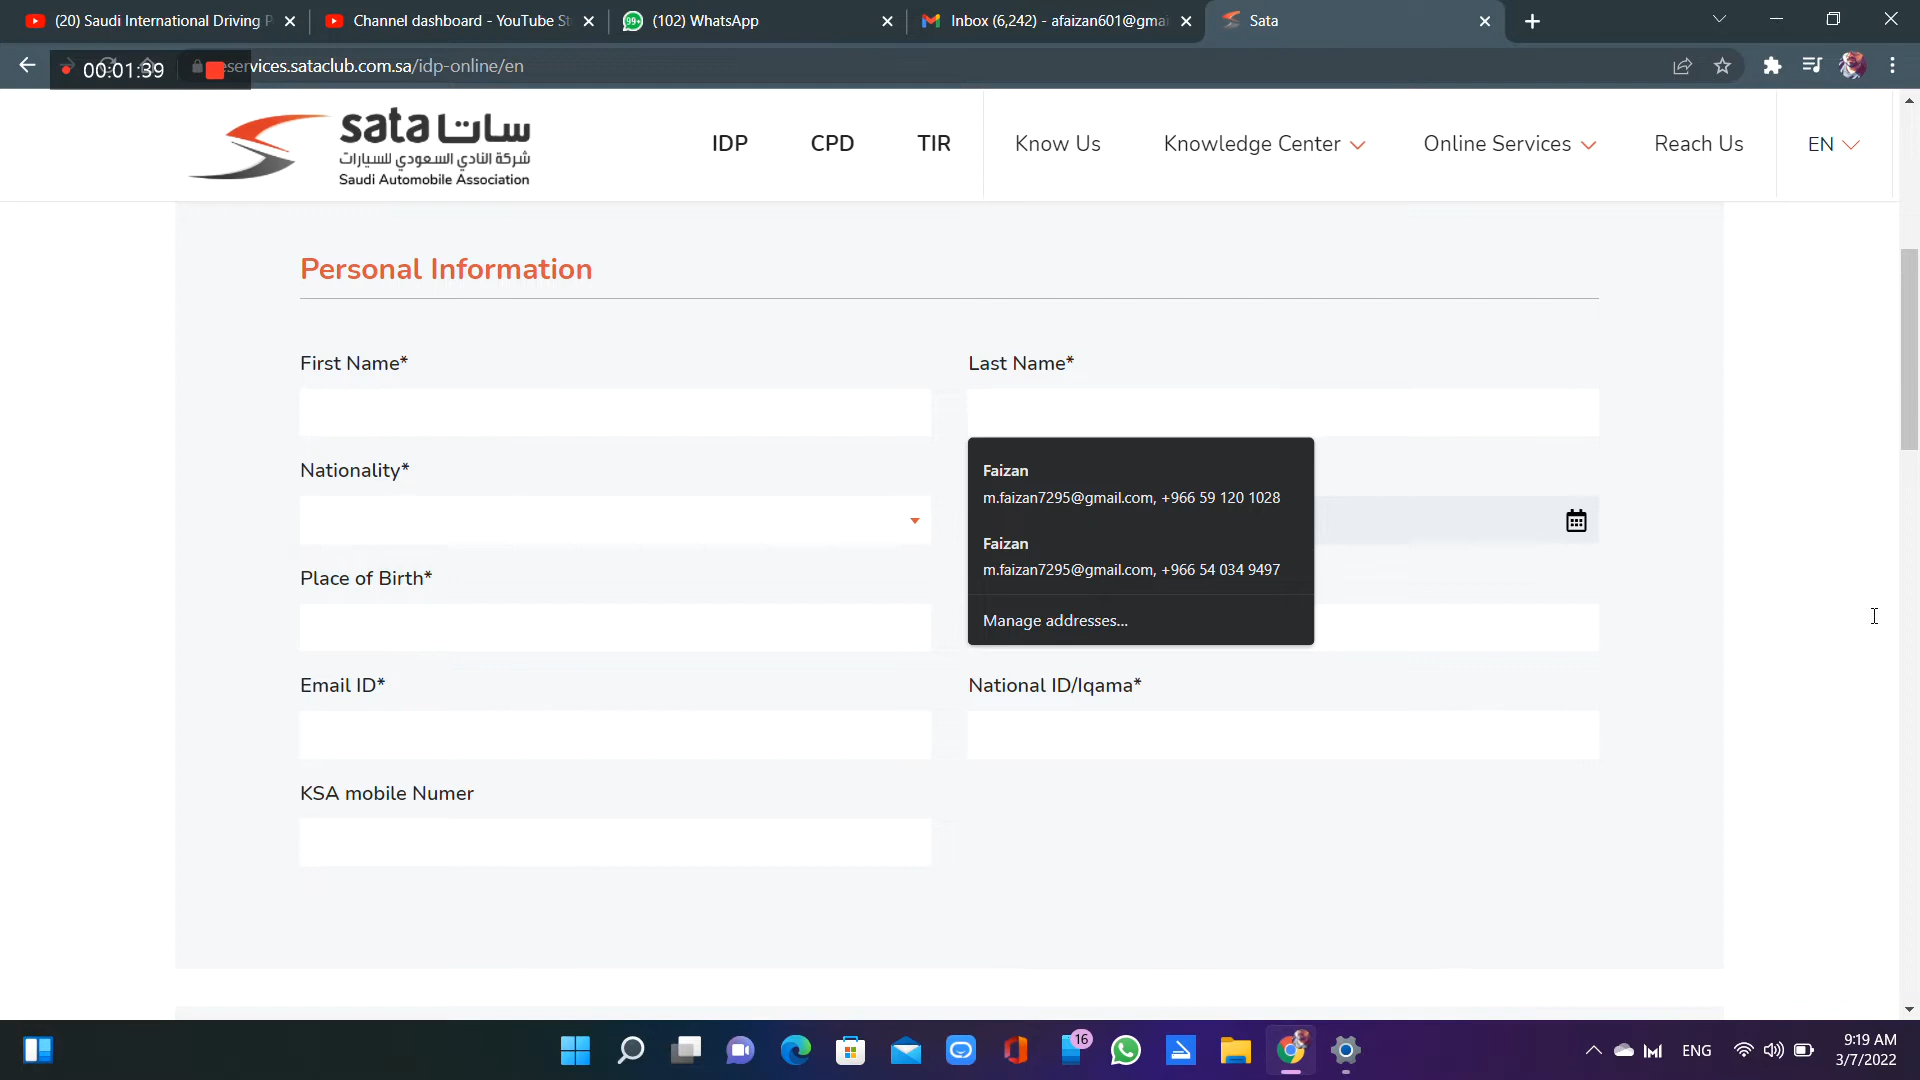 (20) Saudi International Driving P
Channel dashboard - YouTube St
99+ (102) WhatsApp
Inbox (6,242) - afaizan601@gmai
Sata
00:01:39
eservices.sataclub.com.sa/idp-online/en
sata ساتا
شركة النادي السعودي للسيارات
Saudi Automobile Association
IDP
CPD
TIR
Know Us
Knowledge Center
Online Services
Reach Us
EN
Personal Information
First Name*
Last Name*
Nationality*
Faizan
m.faizan7295@gmail.com, +966 59 120 1028
Faizan
m.faizan7295@gmail.com, +966 54 034 9497
Manage addresses...
Place of Birth*
Email ID*
National ID/Iqama*
KSA mobile Numer
16
ENG
9:19 AM
3/7/2022